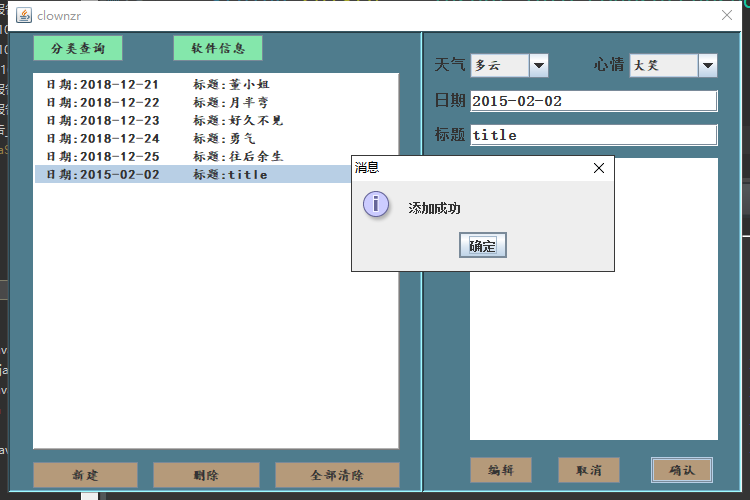 clownzr
分类查询 软件信息
日期:2018-12-21 标题:董小姐
日期:2018-12-22 标题:月半弯
日期:2018-12-23 标题:好久不见
日期:2018-12-24 标题:勇气
日期:2018-12-25 标题:往后余生
日期:2015-02-02 标题:title
新建 删除 全部清除
天气 多云 心情 大笑
日期 2015-02-02
标题 title
消息
添加成功
确定
编辑 取消 确认